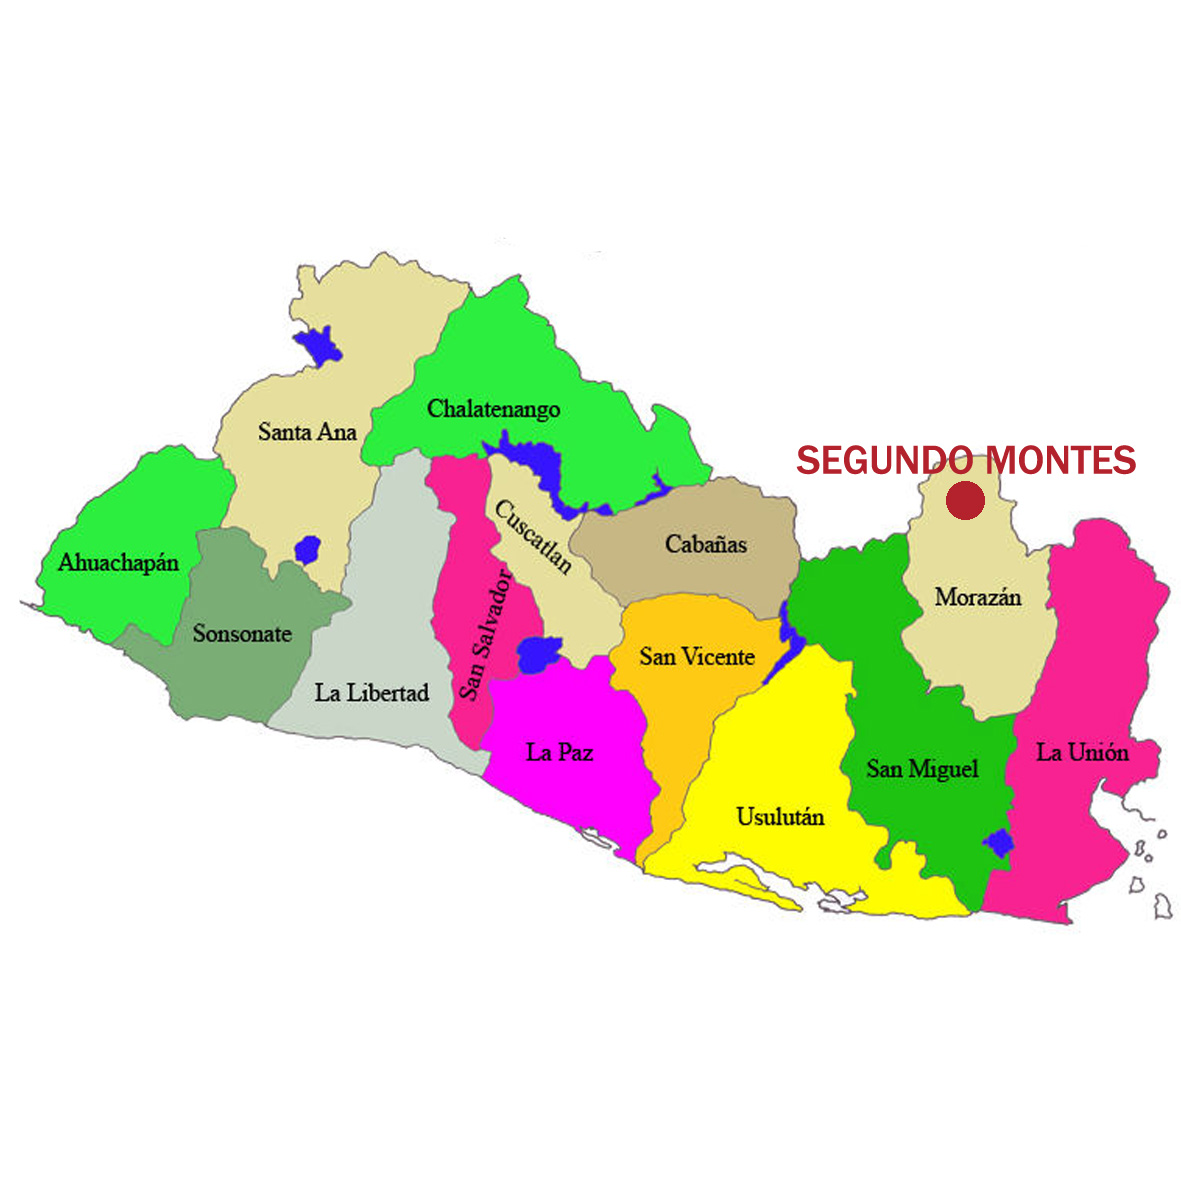 Chalatenango
Santa Ana
SEGUNDO MONTES
Cuscatlan
Cabañas
Ahuachapán
Morazán
Sonsonate
San Salvador
San Vicente
La Libertad
La Paz
La Unión
San Miguel
Usulután